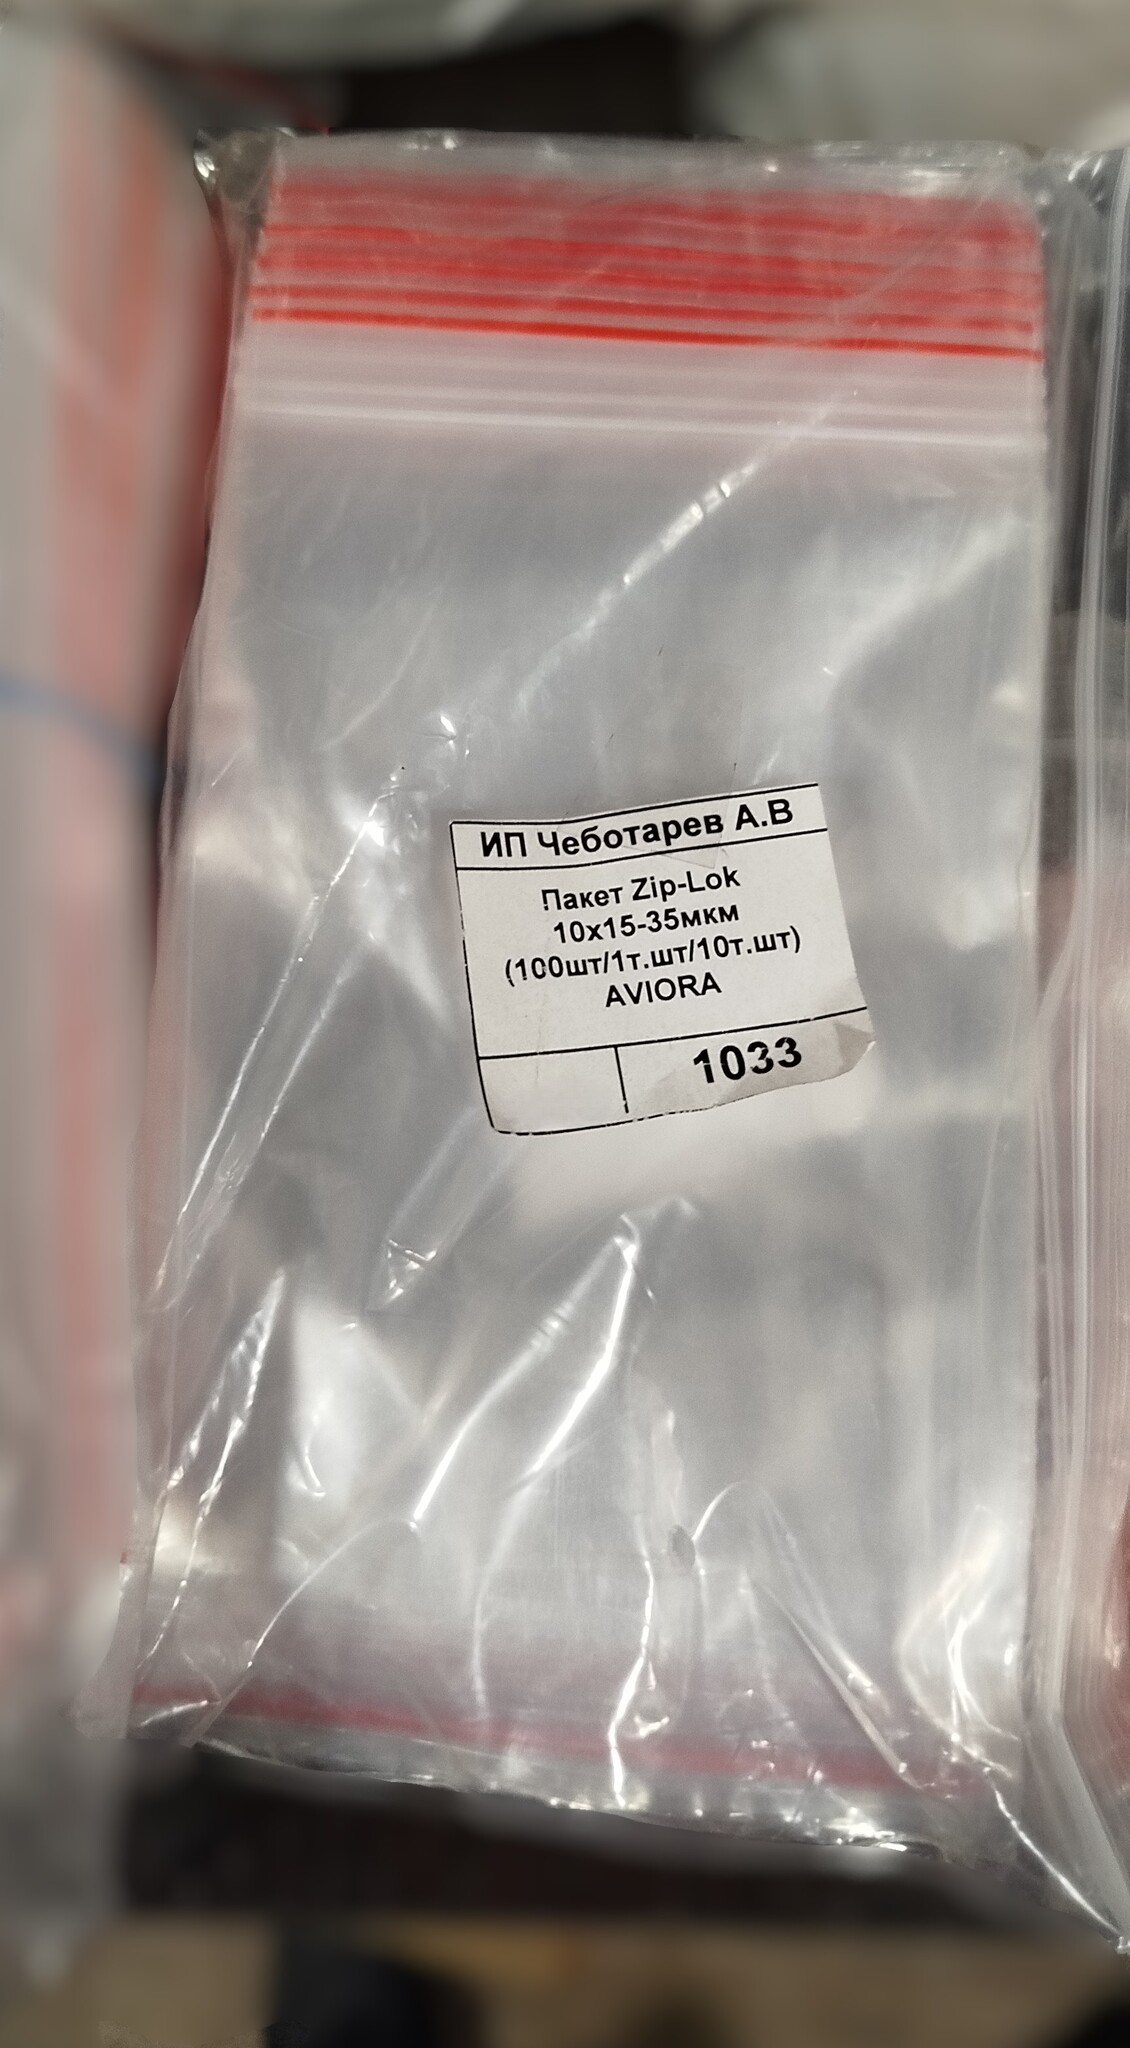 ИП Чеботарев А.В
Пакет Zip-Lok
10х15-35мкм
(100шт/1т.шт/10т.шт)
AVIORA
1033